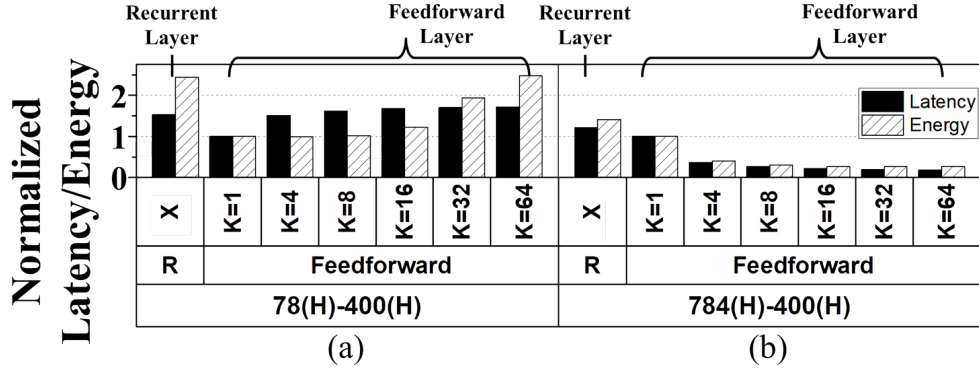 Recurrent
Layer
Feedforward
Layer
Recurrent
Layer
Feedforward
Layer
Normalized
Latency/Energy
2
1
0
Latency
Energy
X
K=1
K=4
K=8
K=16
K=32
K=64
X
K=1
K=4
K=8
K=16
K=32
K=64
R
Feedforward
R
Feedforward
78(H)-400(H)
784(H)-400(H)
(a)
(b)